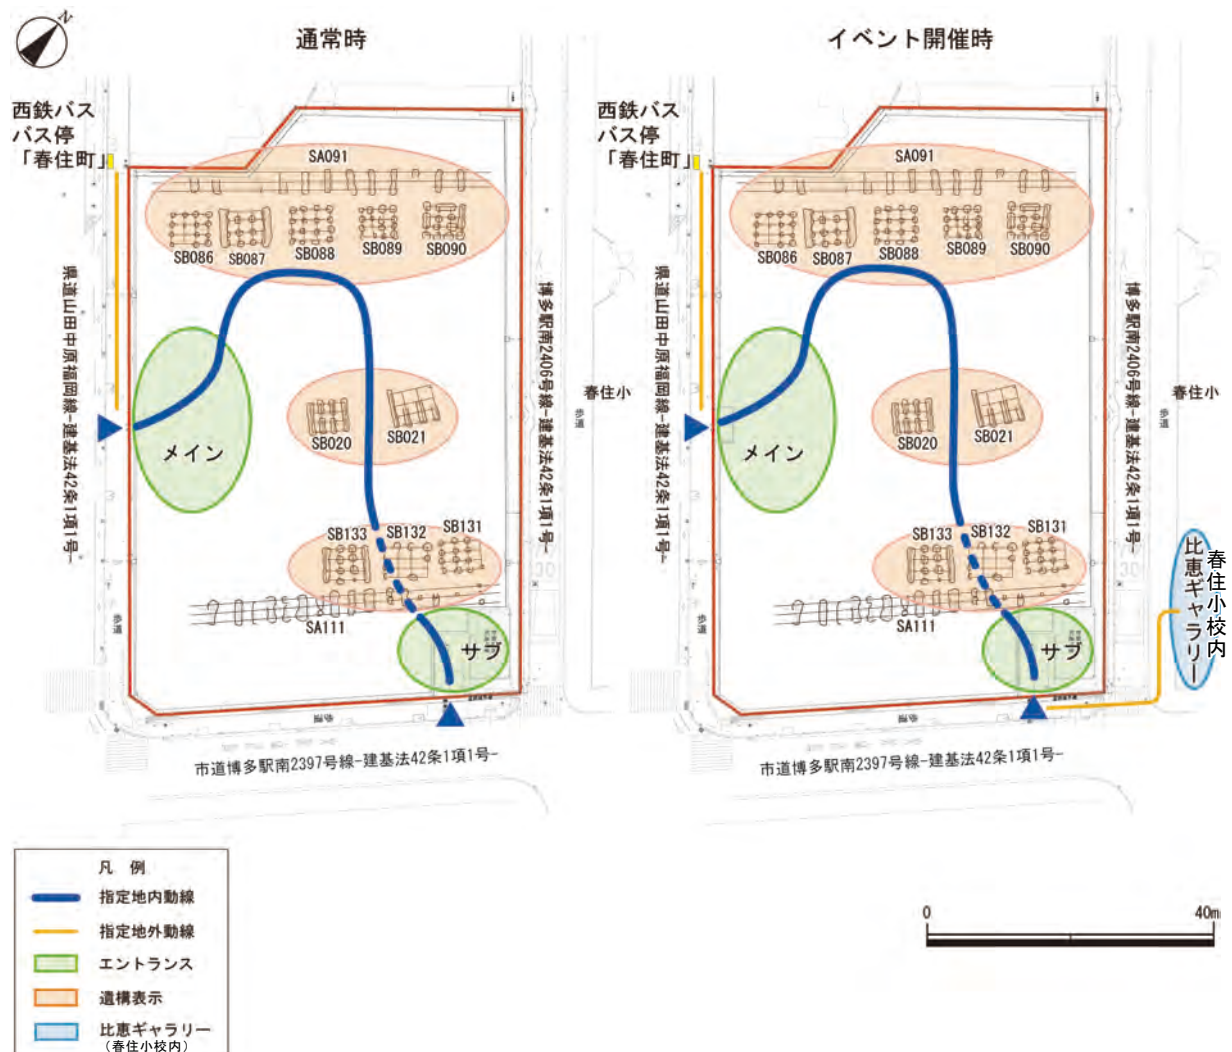 N
通常時
西鉄バス
バス停
「春住町」
SA091
SB086
SB087
SB088
SB089
SB090
県道山田中原福岡線-建基法42条1項1号-
博多駅南2406号線-建基法42条1項1号-
メイン
SB020
SB021
春住小
歩道
SB133
SB132
SB131
SA111
歩道
サブ
歩道
市道博多駅南2397号線-建基法42条1項1号-
イベント開催時
西鉄バス
バス停
「春住町」
SA091
SB086
SB087
SB088
SB089
SB090
県道山田中原福岡線-建基法42条1項1号-
博多駅南2406号線-建基法42条1項1号-
メイン
SB020
SB021
春住小
歩道
SB133
SB132
SB131
SA111
歩道
サブ
歩道
比恵ギャラリー
春住小校内
市道博多駅南2397号線-建基法42条1項1号-
凡 例
指定地内動線
指定地外動線
エントランス
遺構表示
比恵ギャラリー
（春住小校内）
0
40m